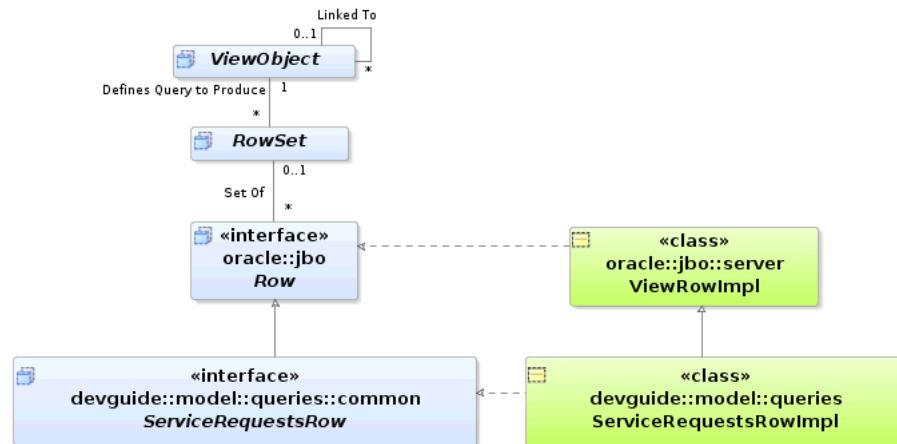 Linked To
0..1
ViewObject
*
Defines Query to Produce
1
*
RowSet
0..1
Set Of
*
«interface»
oracle::jbo
Row
«class»
oracle::jbo::server
ViewRowImpl
«interface»
devguide::model::queries::common
ServiceRequestsRow
«class»
devguide::model::queries
ServiceRequestsRowImpl